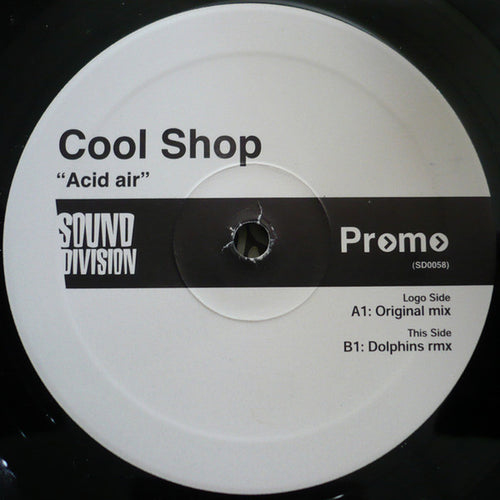 Cool Shop
“Acid air”
SOUND
DIVISION
Promo
(SD0058)
Logo Side
A1: Original mix
This Side
B1: Dolphins rmx